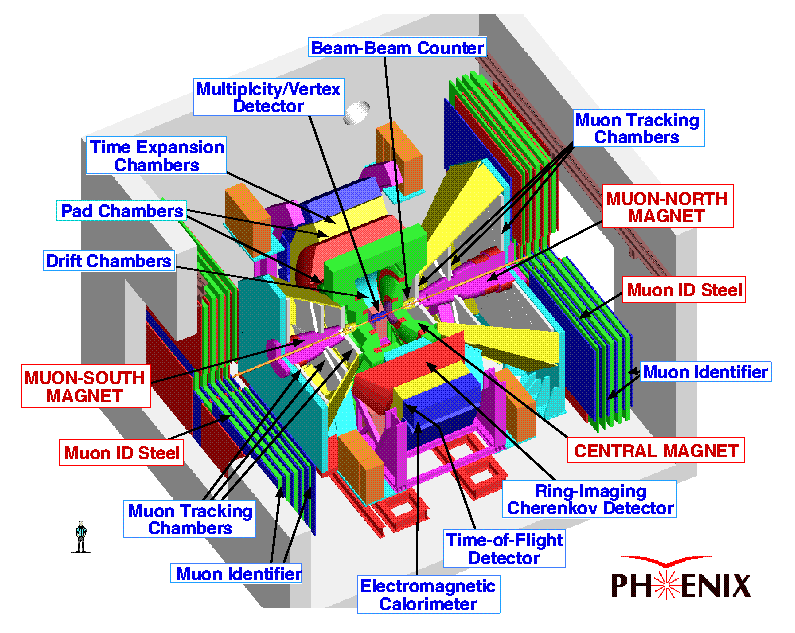 Beam-Beam Counter
Multiplcity/Vertex
Detector
Muon Tracking
Chambers
Time Expansion
Chambers
MUON-NORTH
MAGNET
Pad Chambers
Drift Chambers
Muon ID Steel
MUON-SOUTH
MAGNET
Muon Identifier
Muon ID Steel
CENTRAL MAGNET
Ring-Imaging
Cherenkov Detector
Muon Tracking
Chambers
Time-of-Flight
Detector
Muon Identifier
Electromagnetic
Calorimeter
PHENIX